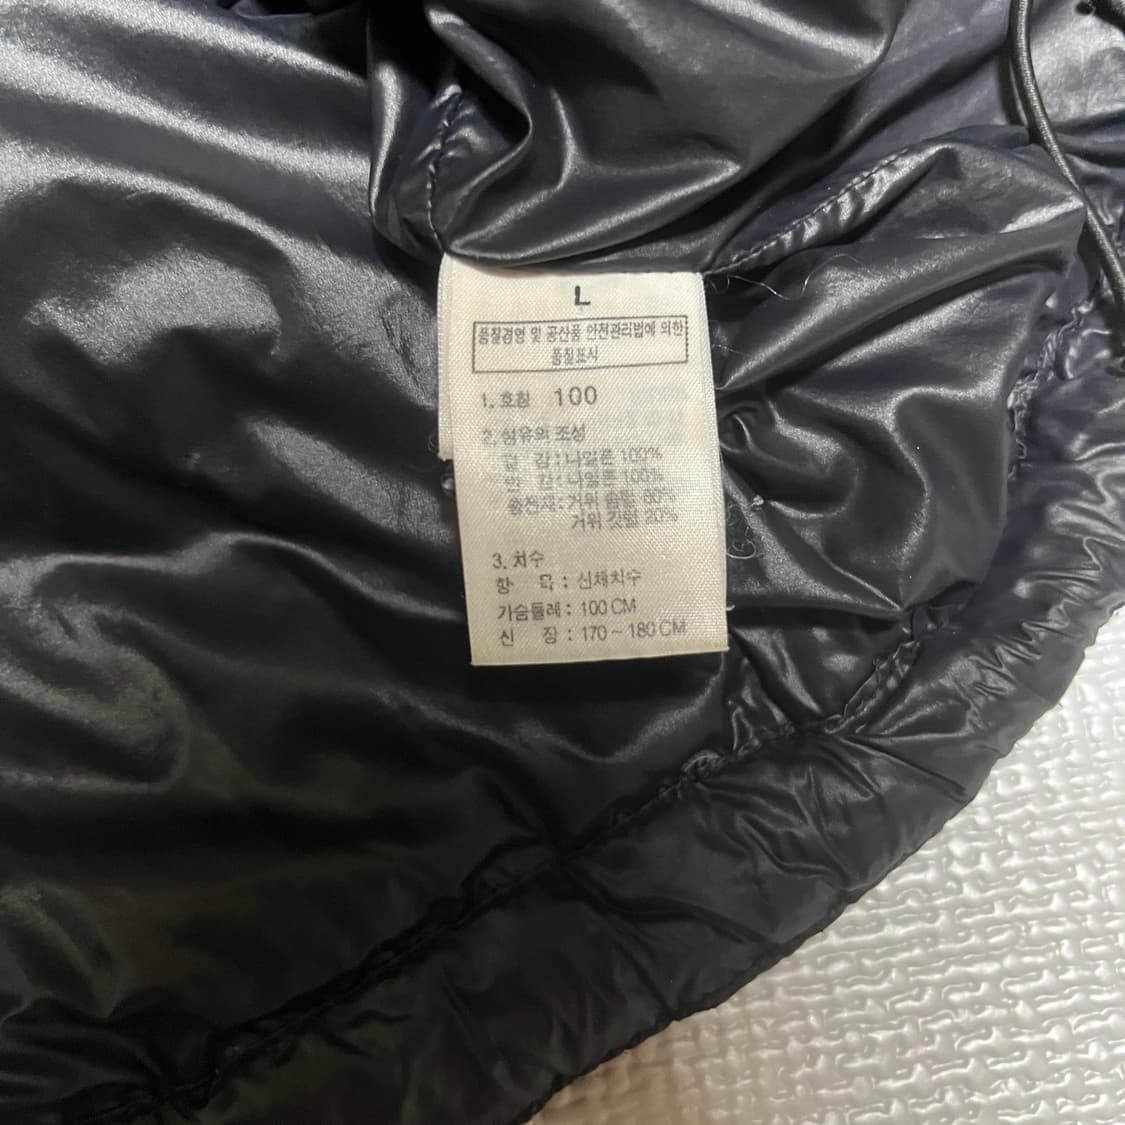 L
품질경영 및 공산품 안전관리법에 의한
품질표시
1. 호칭 100
2. 섬유의 조성
겉 감 : 나일론 100%
안 감 : 나일론 100%
충전재 : 거위 솜털 80%
거위 깃털 20%
3. 치수
항 목 : 신체치수
가슴둘레 : 100 CM
신 장 : 170 ~ 180 CM